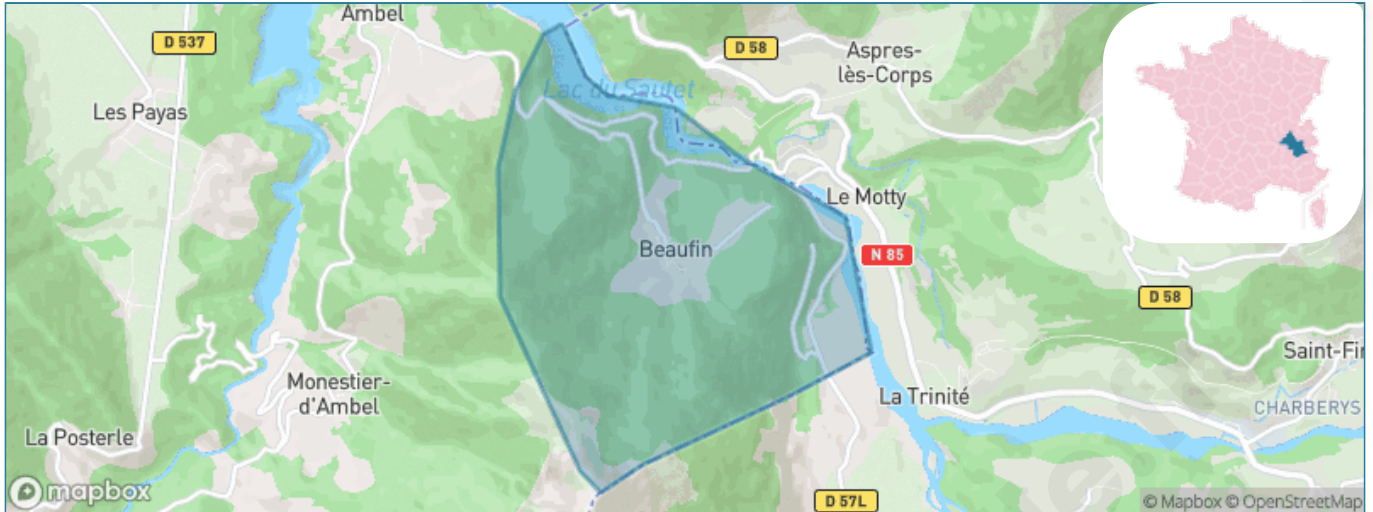 Ambel
D 537
D 58
Aspres-
lès-Corps
Lac du Sautet
Les Payas
Le Motty
Beaufin
N 85
D 58
Saint-Fir
Monestier-
d'Ambel
La Trinité
CHARBERYS
La Posterle
mapbox
D 57L
© Mapbox © OpenStreetMap